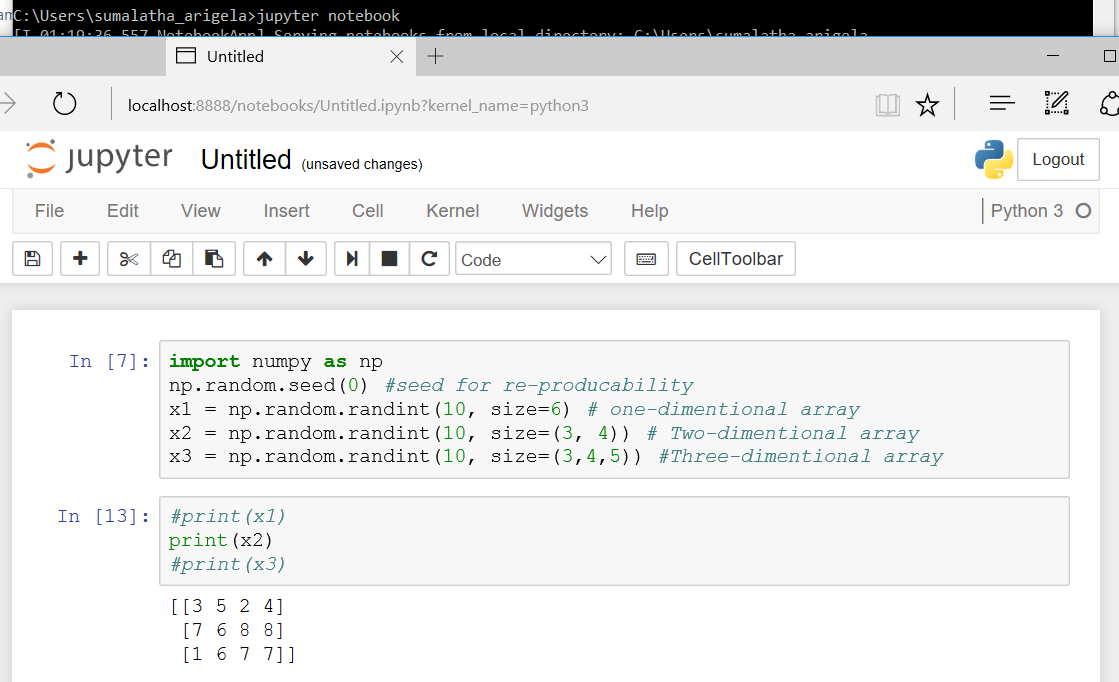 C:\Users\sumalatha_arigela>jupyter notebook
[I 01:19:36.557 NotebookApp] Serving notebooks from local directory: C:\Users\sumalatha_arigela
Untitled
localhost:8888/notebooks/Untitled.ipynb?kernel_name=python3
jupyter Untitled (unsaved changes) Logout
File Edit View Insert Cell Kernel Widgets Help Python 3
Code CellToolbar
In [7]: import numpy as np
np.random.seed(0) #seed for re-producability
x1 = np.random.randint(10, size=6) # one-dimentional array
x2 = np.random.randint(10, size=(3, 4)) # Two-dimentional array
x3 = np.random.randint(10, size=(3,4,5)) #Three-dimentional array
In [13]: #print(x1)
print(x2)
#print(x3)
[[3 5 2 4]
[7 6 8 8]
[1 6 7 7]]